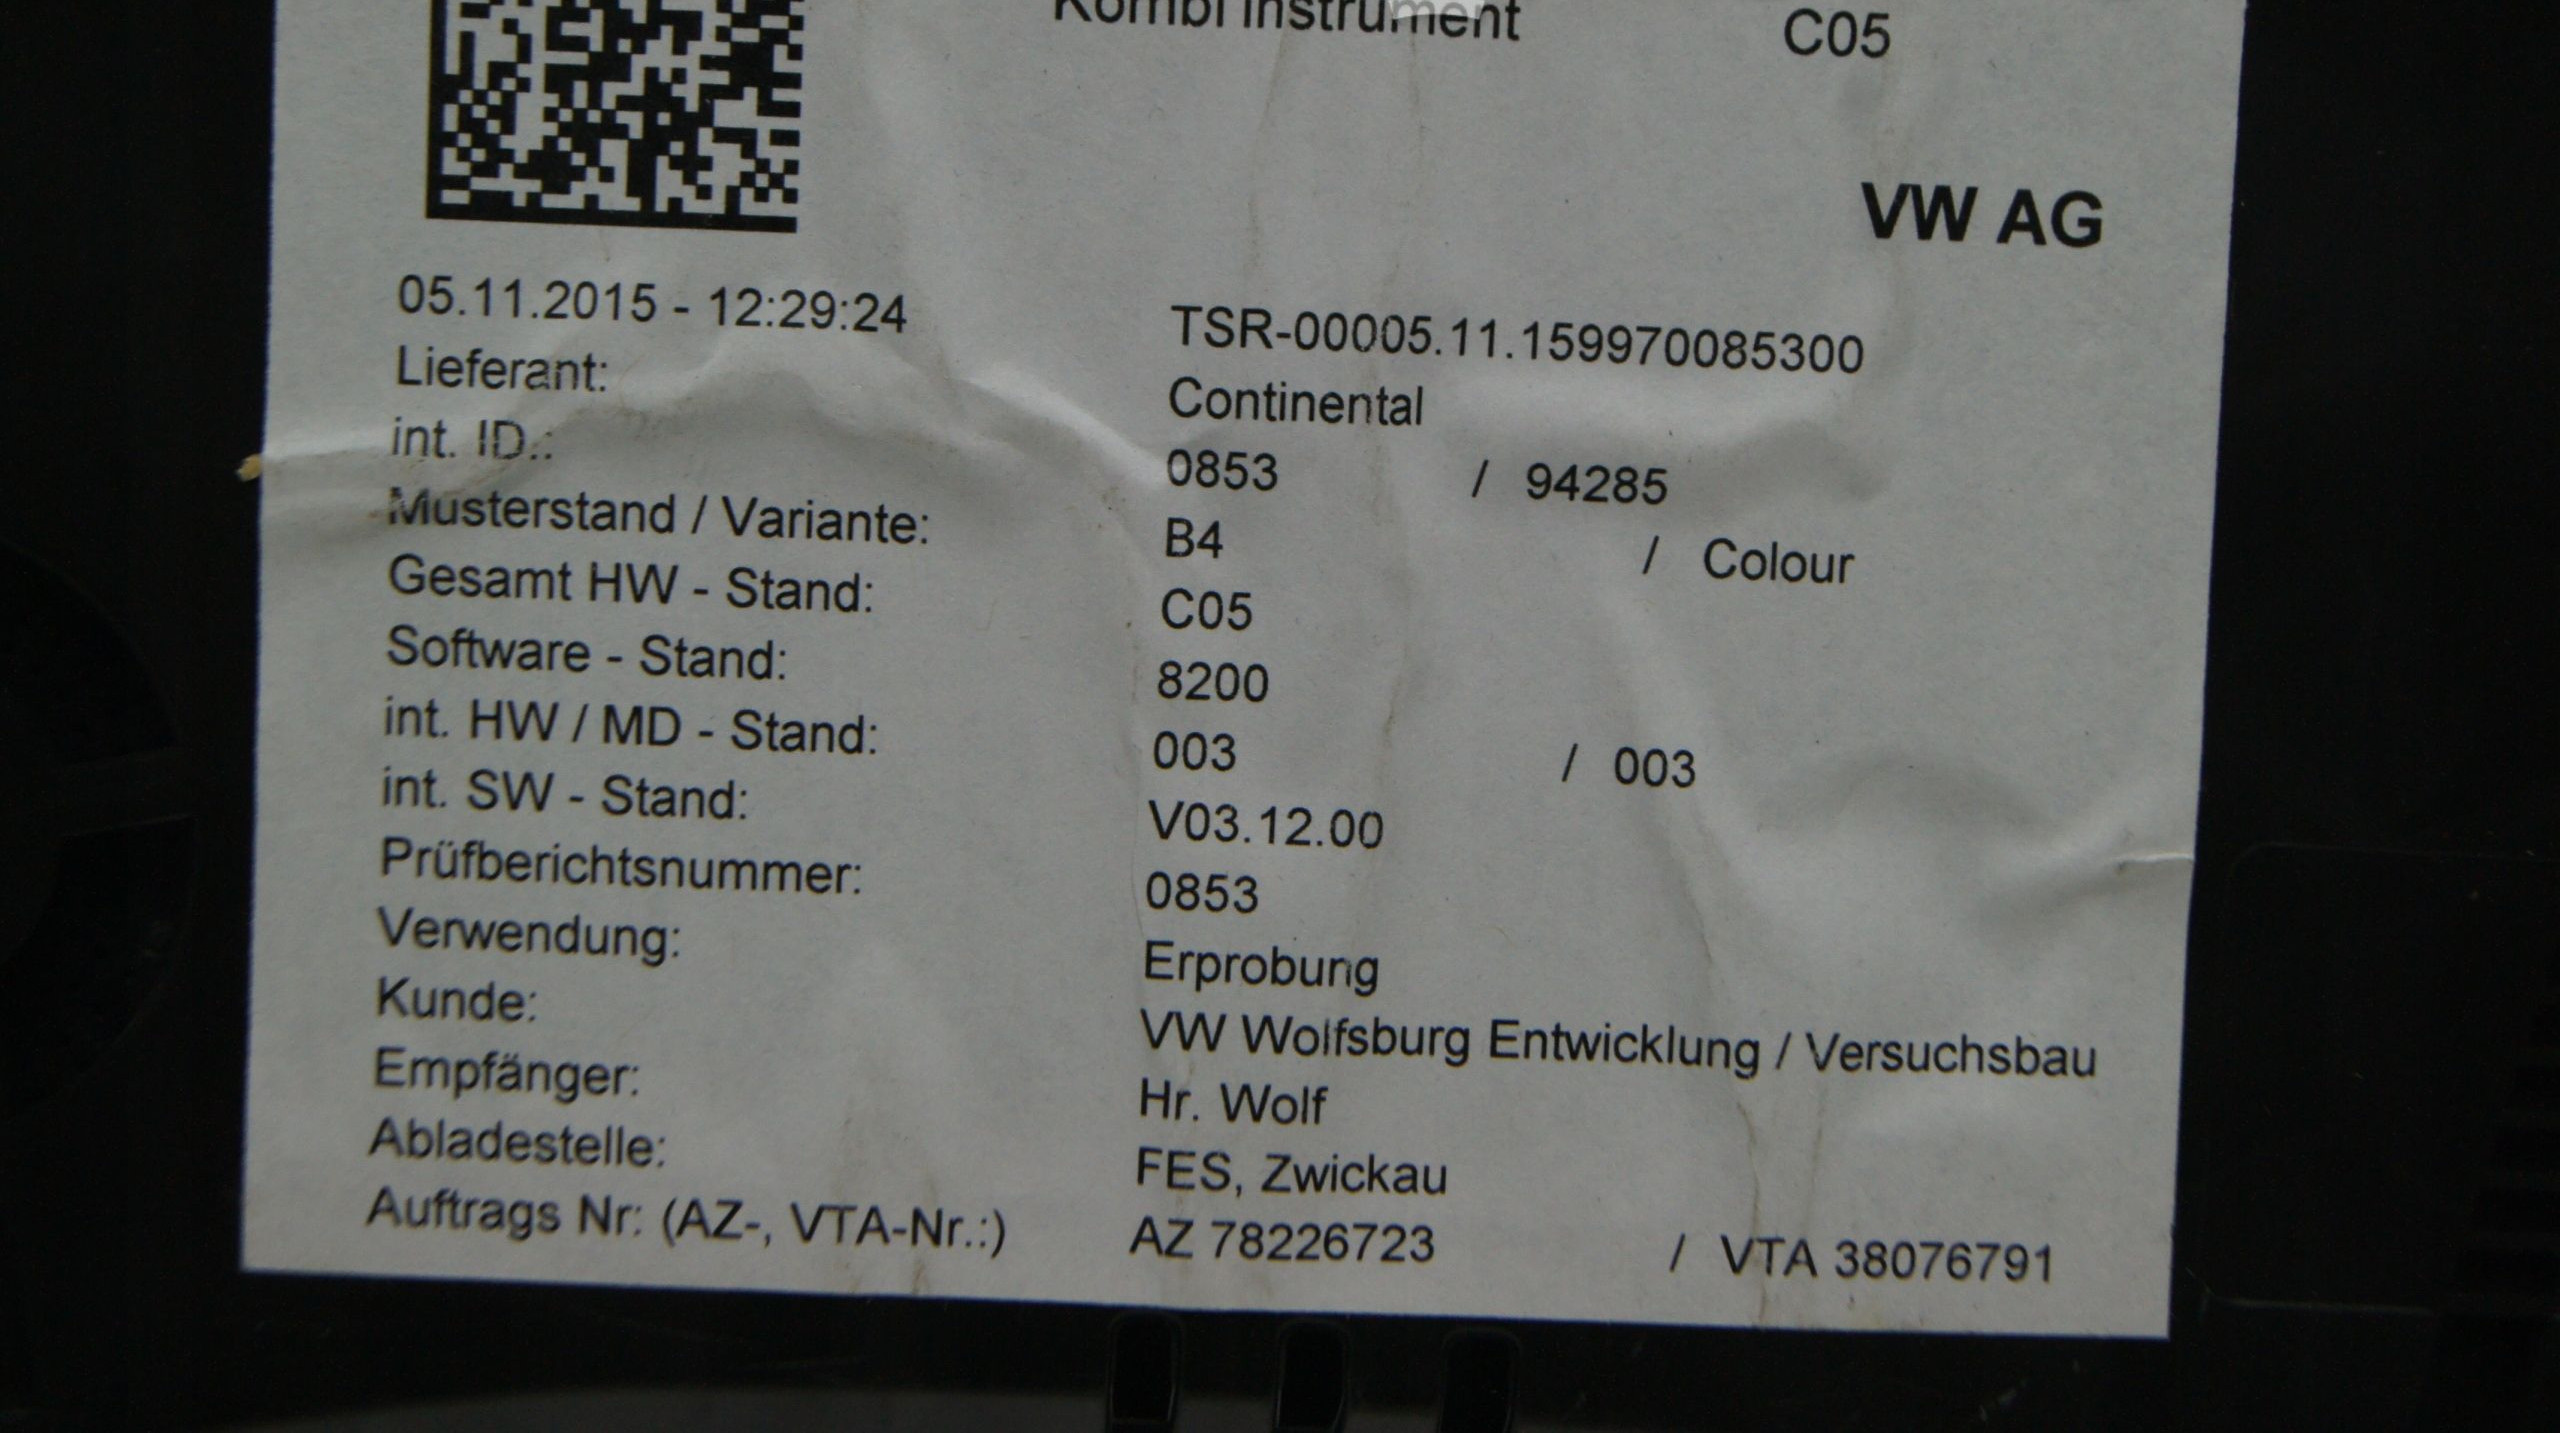 Kombi Instrument C05
VW AG
05.11.2015 - 12:29:24 TSR-00005.11.159970085300
Lieferant: Continental
int. ID.: 0853 / 94285
Musterstand / Variante: B4 / Colour
Gesamt HW - Stand: C05
Software - Stand: 8200
int. HW / MD - Stand: 003 / 003
int. SW - Stand: V03.12.00
Prüfberichtsnummer: 0853
Verwendung: Erprobung
Kunde: VW Wolfsburg Entwicklung / Versuchsbau
Empfänger: Hr. Wolf
Abladestelle: FES, Zwickau
Auftrags Nr: (AZ-, VTA-Nr.:) AZ 78226723 / VTA 38076791